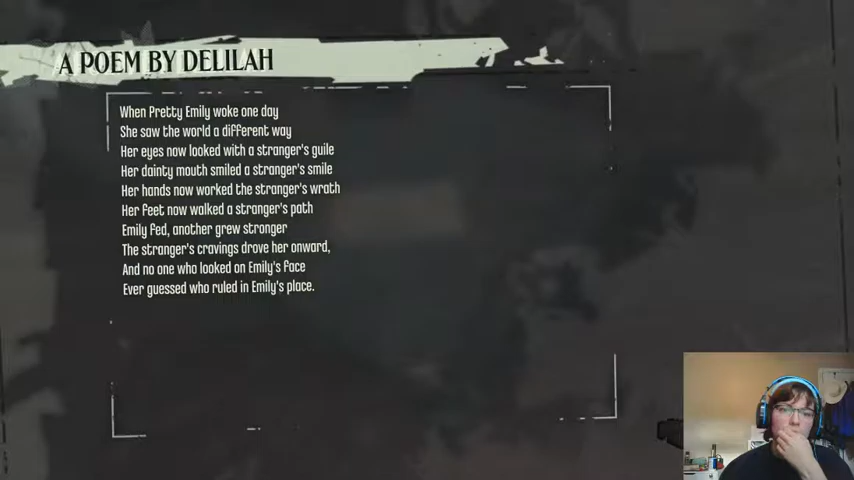 A POEM BY DELILAH
When Pretty Emily woke one day
She saw the world a different way
Her eyes now looked with a stranger's guile
Her dainty mouth smiled a stranger's smile
Her hands now worked the stranger's wrath
Her feet now walked a stranger's path
Emily fed, another grew stronger
The stranger's cravings drove her onward,
And no one who looked on Emily's face
Ever guessed who ruled in Emily's place.